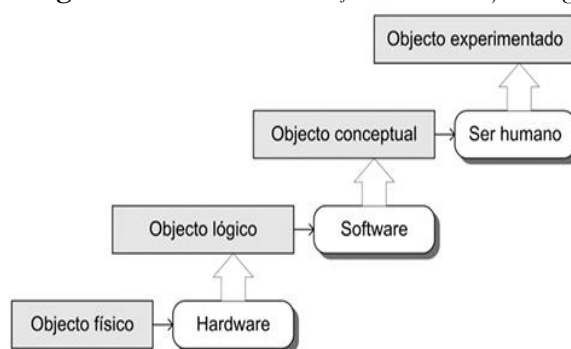 Objecto experimentado
Objecto conceptual
Ser humano
Objecto lógico
Software
Objecto físico
Hardware